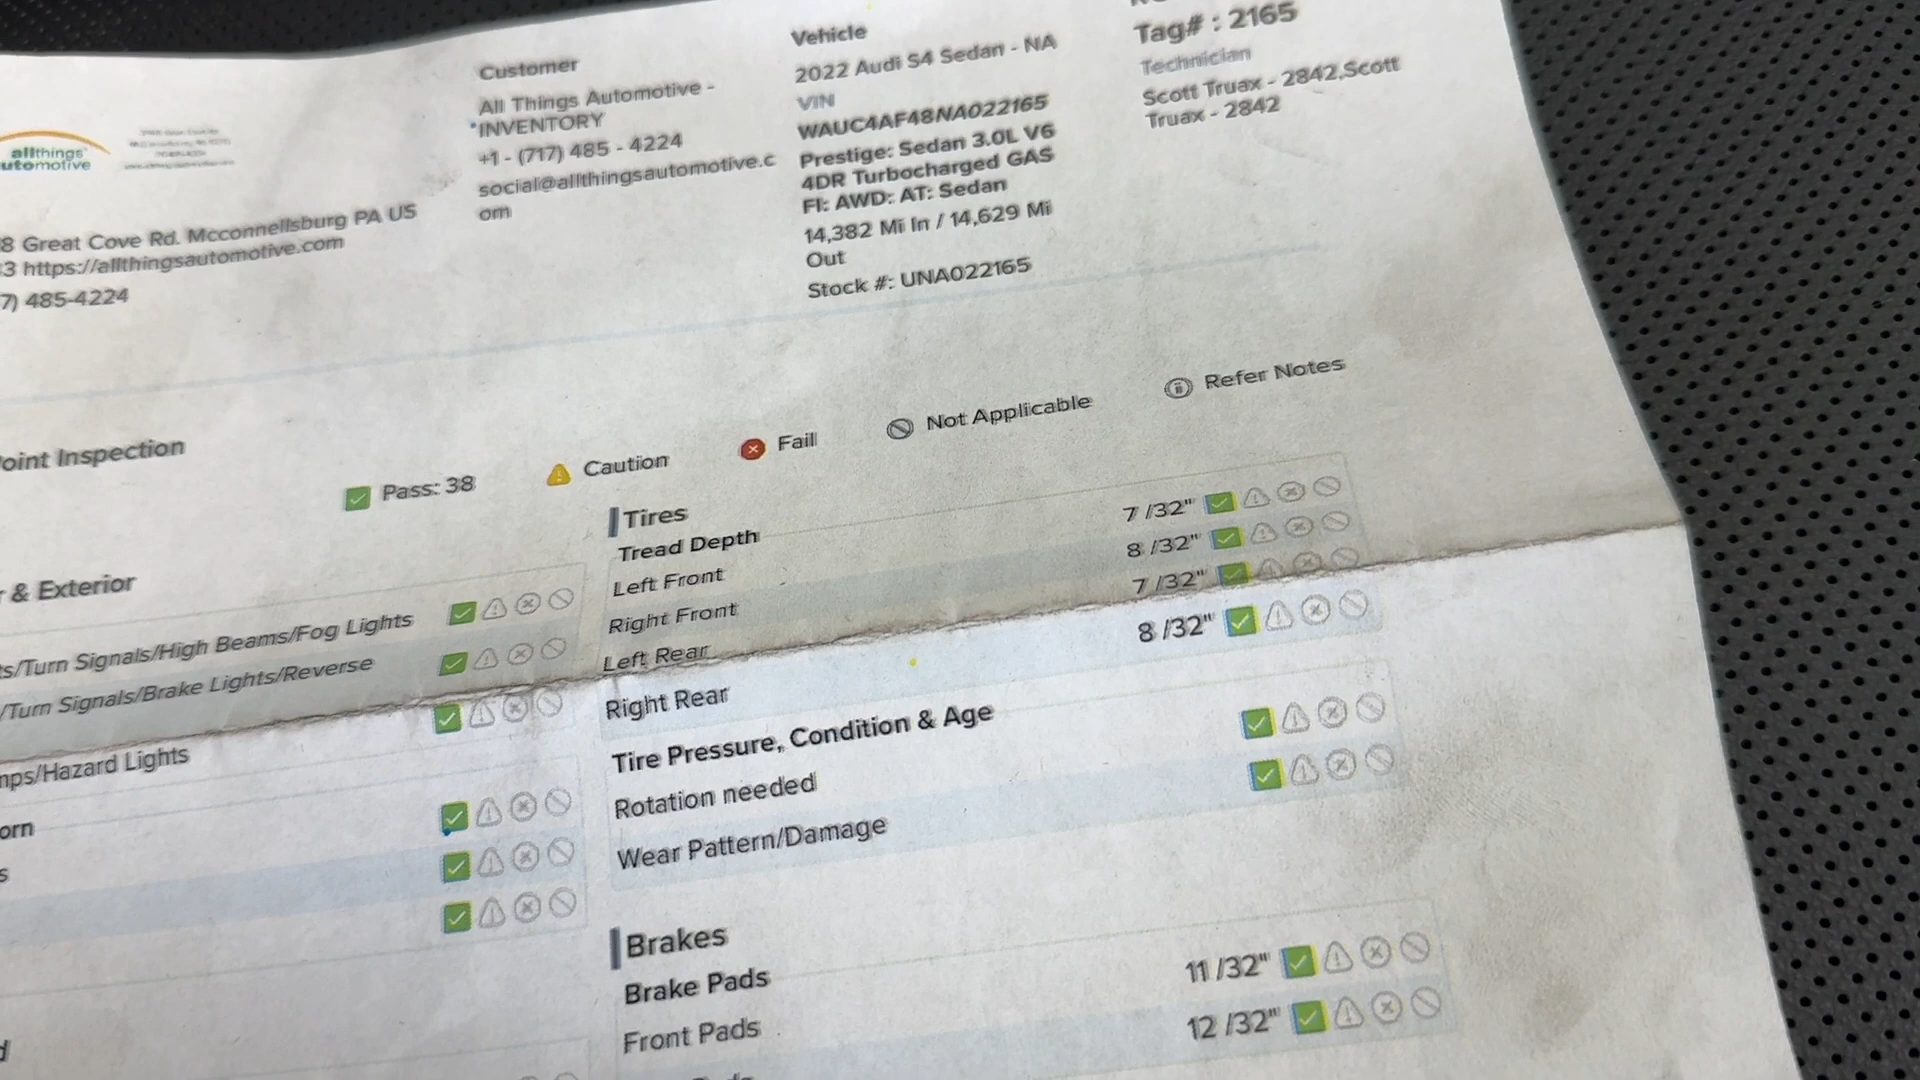 Customer
All Things Automotive -
*INVENTORY
+1 - (717) 485 - 4224
social@allthingsautomotive.c
om
Vehicle
2022 Audi S4 Sedan - NA
VIN
WAUC4AF48NA022165
Prestige: Sedan 3.0L V6
4DR Turbocharged GAS
FI: AWD: AT: Sedan
14,382 Mi In / 14,629 Mi
Out
Stock #: UNA022165
Tag# : 2165
Technician
Scott Truax - 2842,Scott
Truax - 2842
allthings
utomotive
8 Great Cove Rd. Mcconnellsburg PA US
3 https://allthingsautomotive.com
7) 485-4224
oint Inspection
Pass: 38
Caution
Fail
Not Applicable
Refer Notes
r & Exterior
ts/Turn Signals/High Beams/Fog Lights
/Turn Signals/Brake Lights/Reverse
mps/Hazard Lights
orn
s
d
Tires
Tread Depth
Left Front 7 /32"
Right Front 8 /32"
Left Rear 7 /32"
Right Rear 8 /32"
Tire Pressure, Condition & Age
Rotation needed
Wear Pattern/Damage
Brakes
Brake Pads
Front Pads 11 /32"
12 /32"